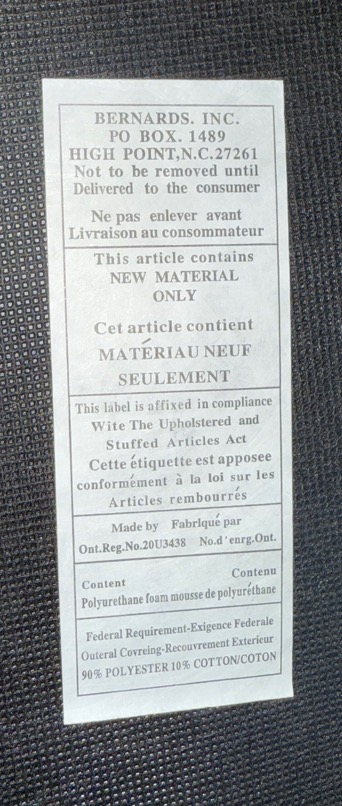 BERNARDS. INC.
PO BOX. 1489
HIGH POINT,N.C.27261
Not to be removed until
Delivered to the consumer
Ne pas enlever avant
Livraison au consommateur
This article contains
NEW MATERIAL
ONLY
Cet article contient
MATÉRIAU NEUF
SEULEMENT
This label is affixed in compliance
Wite The Upholstered and
Stuffed Articles Act
Cette étiquette est apposee
conformément à la loi sur les
Articles rembourrés
Made by Fabriqué par
Ont.Reg.No.20U3438 No.d'enrg.Ont.
Content Contenu
Polyurethane foam mousse de polyuréthane
Federal Requirement-Exigence Federale
Outeral Covreing-Recouvrement Exterieur
90% POLYESTER 10% COTTON/COTON